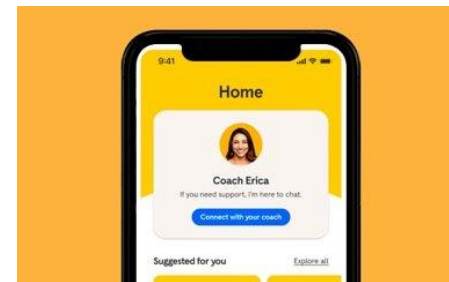 9:41
Home
Coach Erica
If you need support, I'm here to chat.
Connect with your coach
Suggested for you Explore all